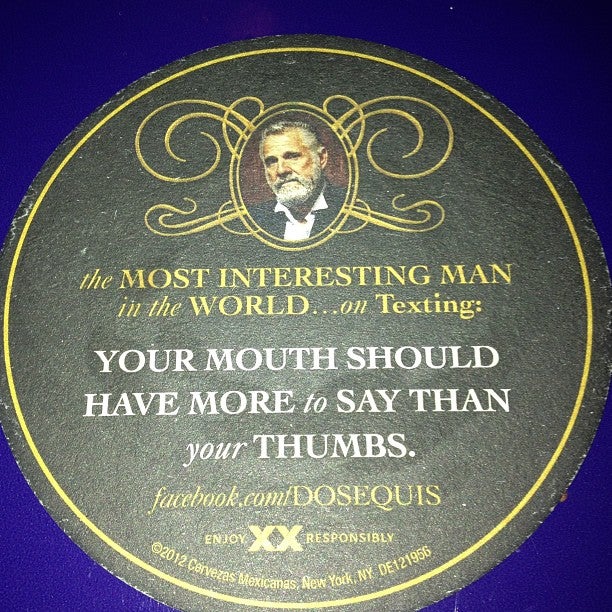 the MOST INTERESTING MAN
in the WORLD...on Texting:
YOUR MOUTH SHOULD
HAVE MORE to SAY THAN
your THUMBS.
facebook.com/DOSEQUIS
ENJOY XX RESPONSIBLY
©2012 Cervezas Mexicanas, New York, NY DE121956